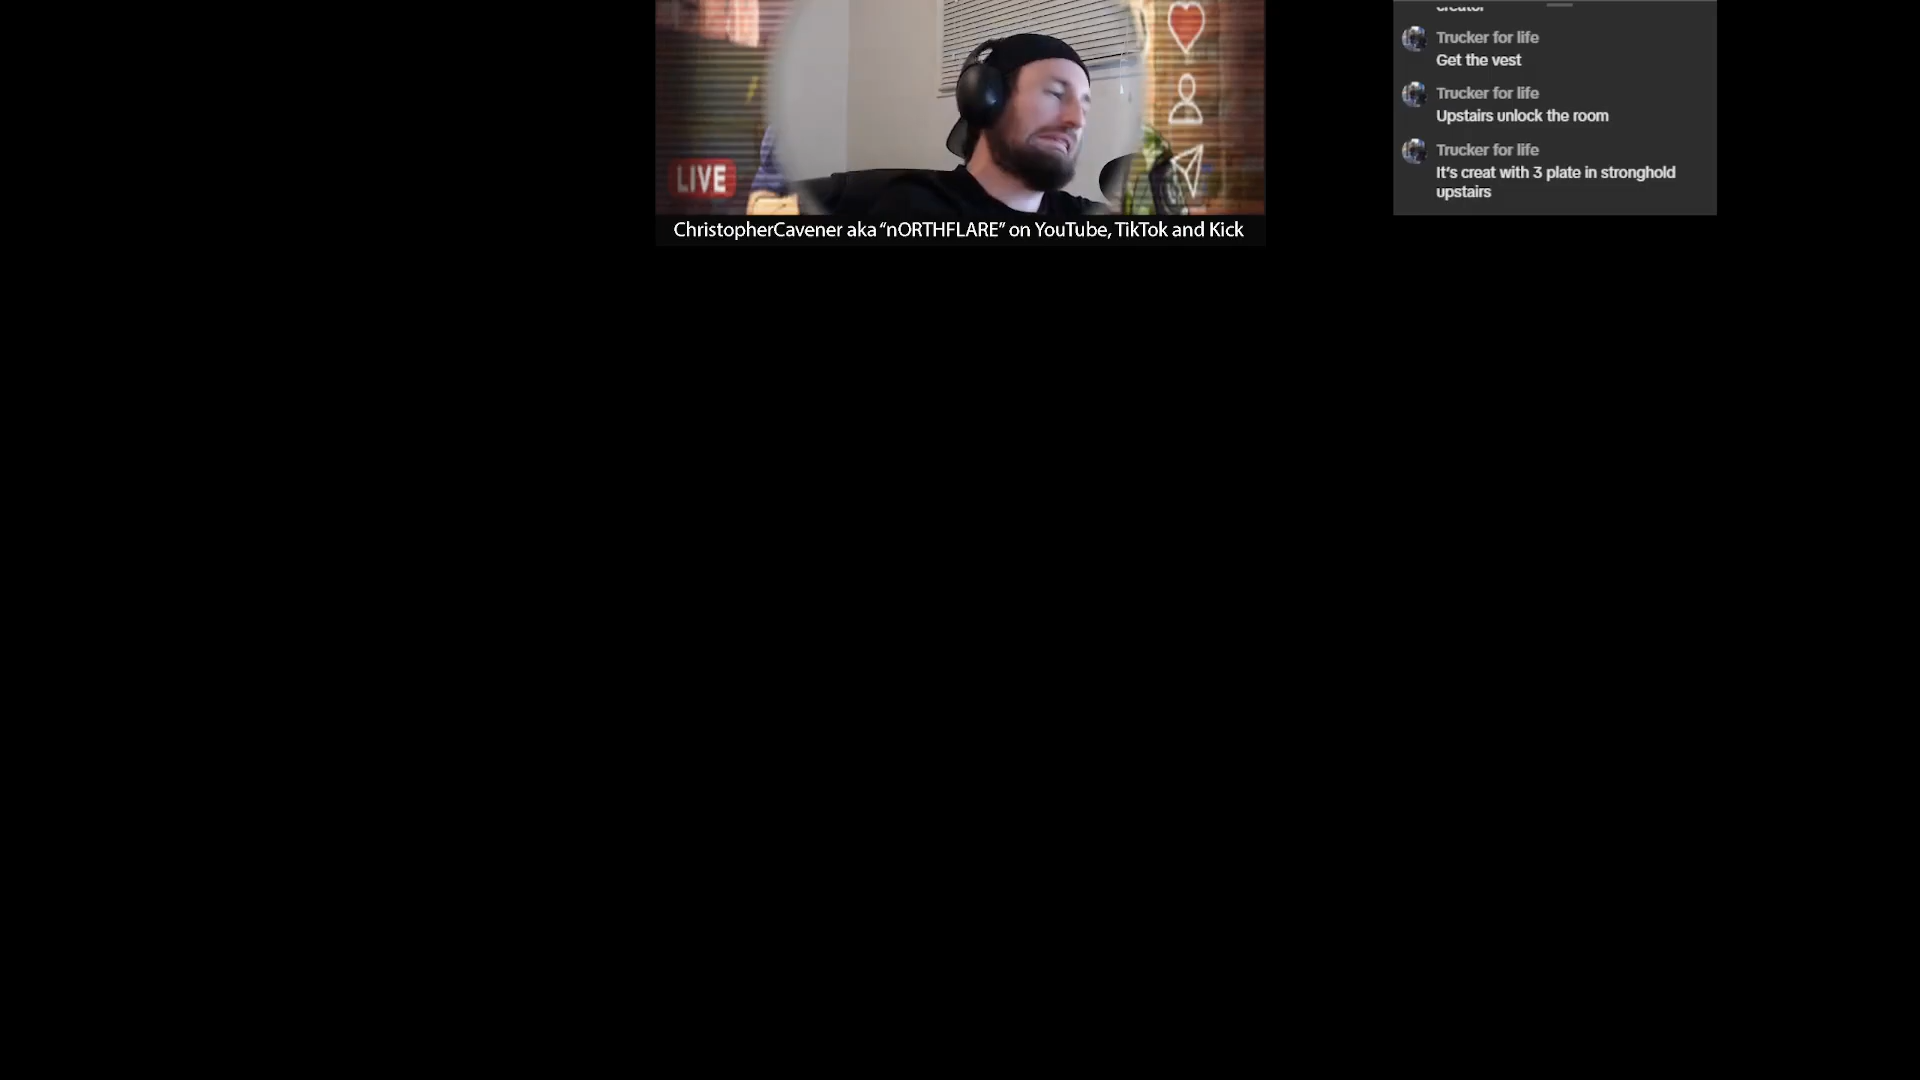 LIVE
ChristopherCavener aka “nORTHFLARE” on YouTube, TikTok and Kick
creator
Trucker for life
Get the vest
Trucker for life
Upstairs unlock the room
Trucker for life
It’s creat with 3 plate in stronghold
upstairs